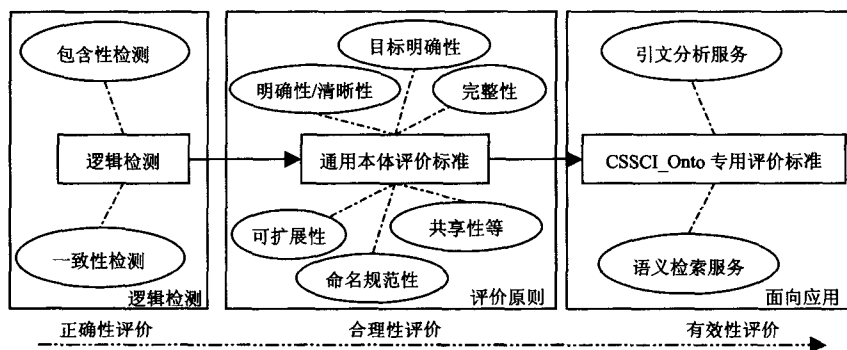 包含性检测
逻辑检测
一致性检测
逻辑检测
目标明确性
明确性/清晰性
完整性
通用本体评价标准
可扩展性
共享性等
命名规范性
评价原则
引文分析服务
CSSCI_Onto 专用评价标准
语义检索服务
面向应用
正确性评价
合理性评价
有效性评价